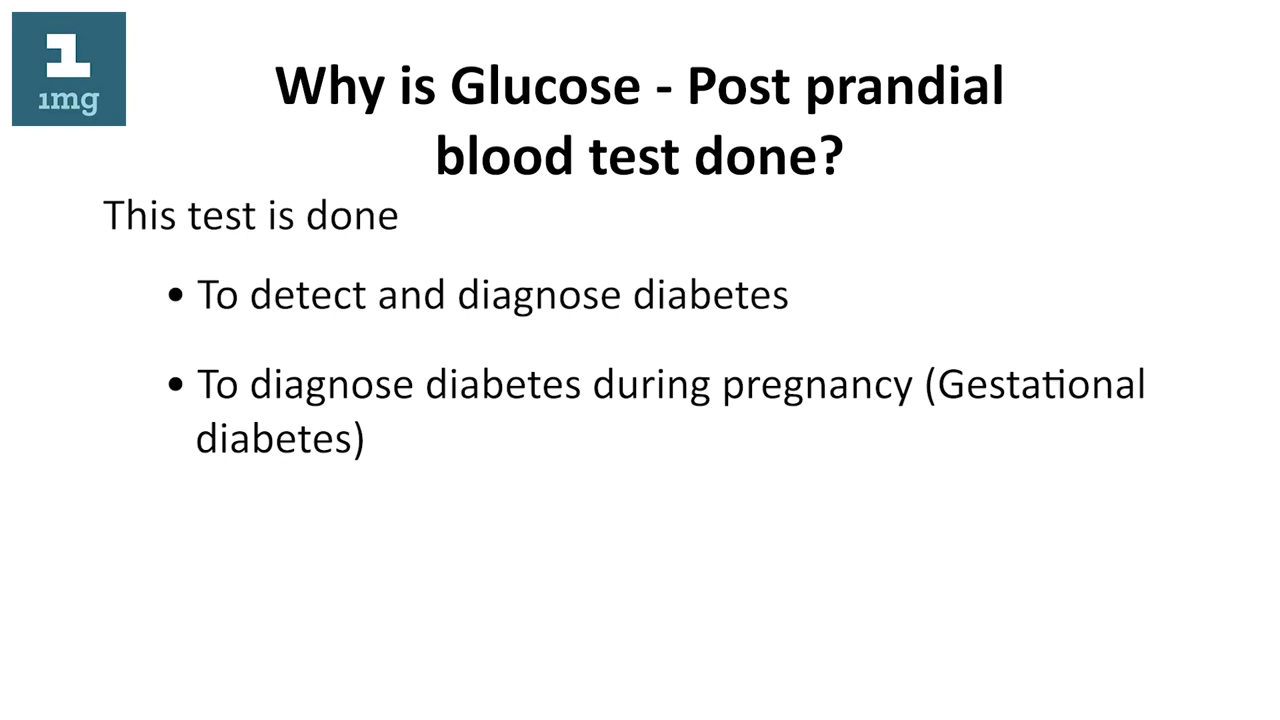 1
1mg
Why is Glucose - Post prandial
blood test done?
This test is done
• To detect and diagnose diabetes
• To diagnose diabetes during pregnancy (Gestational
diabetes)